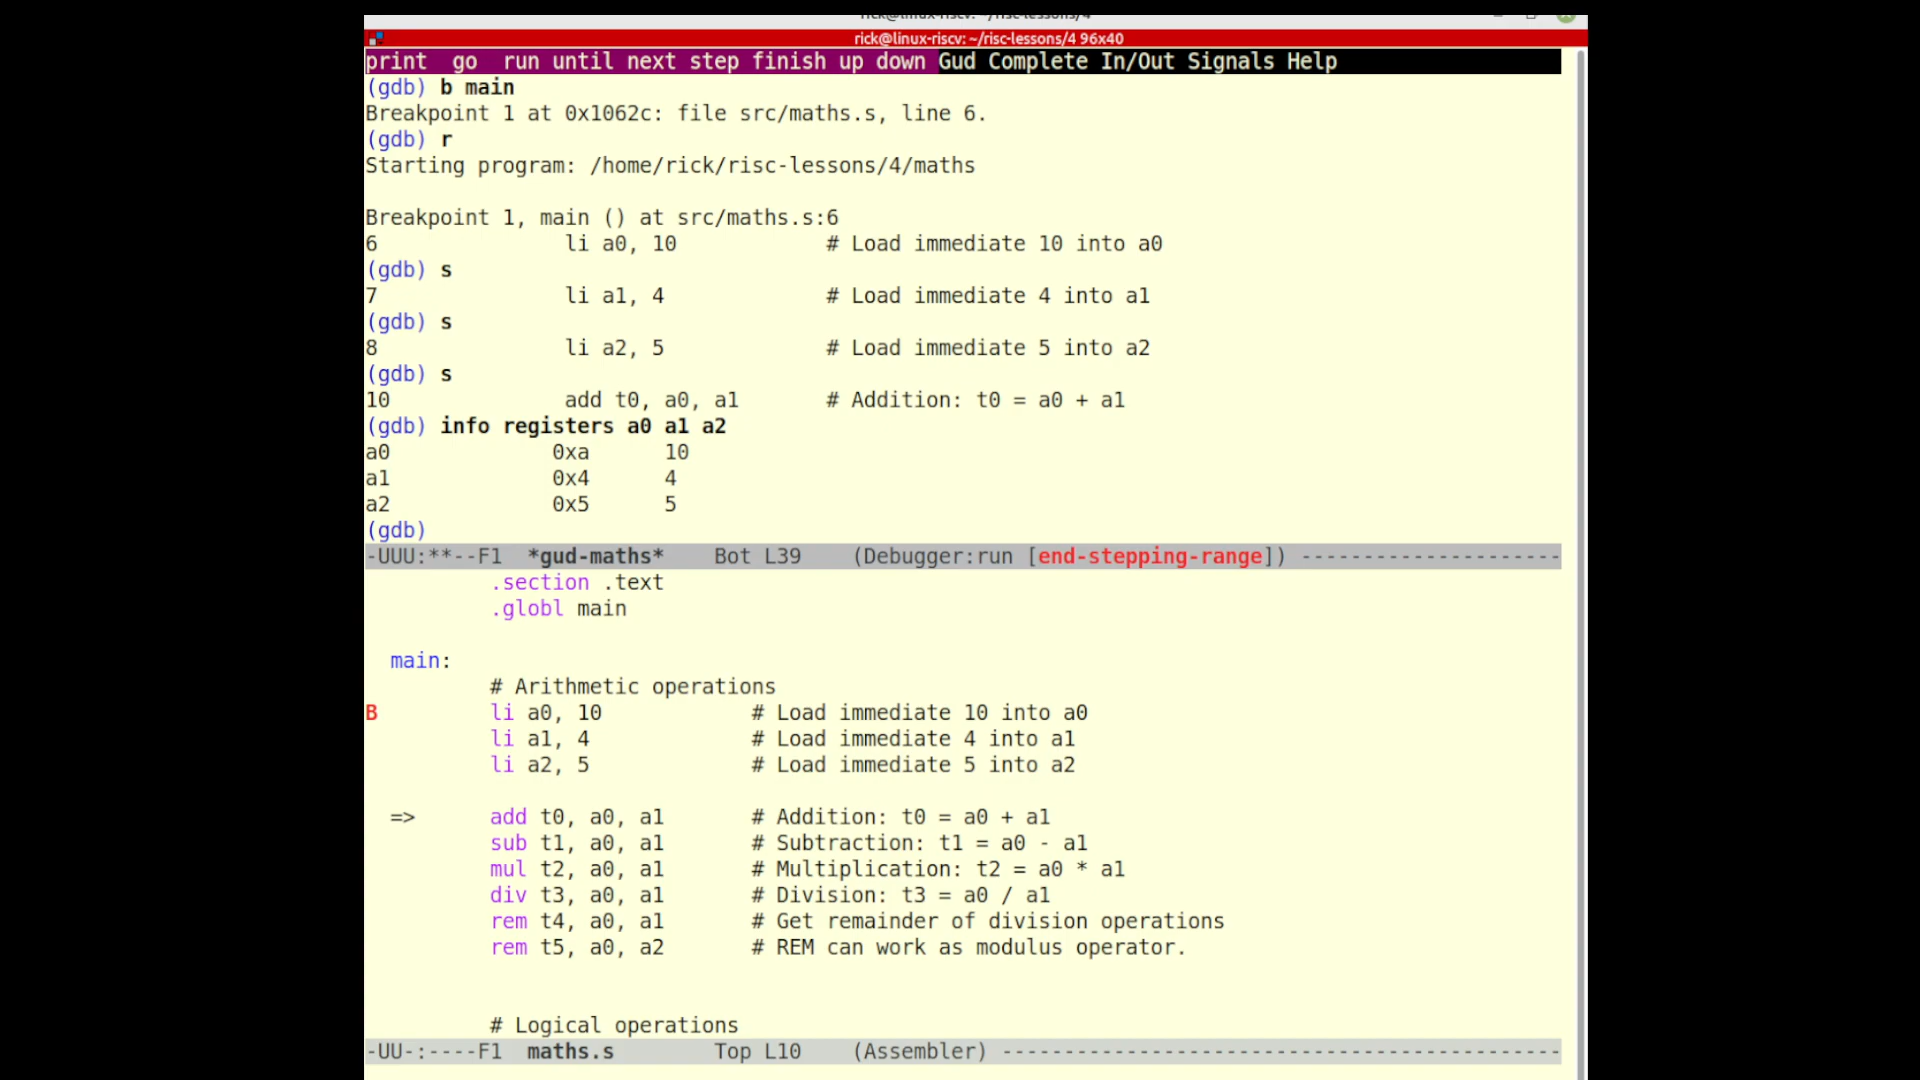 rick@linux-riscv: ~/risc-lessons/4
rick@linux-riscv: ~/risc-lessons/4 96x40
print  go  run until next step finish up down Gud Complete In/Out Signals Help
(gdb) b main
Breakpoint 1 at 0x1062c: file src/maths.s, line 6.
(gdb) r
Starting program: /home/rick/risc-lessons/4/maths
Breakpoint 1, main () at src/maths.s:6
6               li a0, 10            # Load immediate 10 into a0
(gdb) s
7               li a1, 4             # Load immediate 4 into a1
(gdb) s
8               li a2, 5             # Load immediate 5 into a2
(gdb) s
10              add t0, a0, a1       # Addition: t0 = a0 + a1
(gdb) info registers a0 a1 a2
a0             0xa      10
a1             0x4      4
a2             0x5      5
(gdb)
-UUU:**--F1  *gud-maths*    Bot L39    (Debugger:run [end-stepping-range]) ---------------------
.section .text
.globl main
main:
# Arithmetic operations
B         li a0, 10            # Load immediate 10 into a0
li a1, 4             # Load immediate 4 into a1
li a2, 5             # Load immediate 5 into a2
=>      add t0, a0, a1       # Addition: t0 = a0 + a1
sub t1, a0, a1       # Subtraction: t1 = a0 - a1
mul t2, a0, a1       # Multiplication: t2 = a0 * a1
div t3, a0, a1       # Division: t3 = a0 / a1
rem t4, a0, a1       # Get remainder of division operations
rem t5, a0, a2       # REM can work as modulus operator.
# Logical operations
-UU-:----F1  maths.s        Top L10    (Assembler) ---------------------------------------------